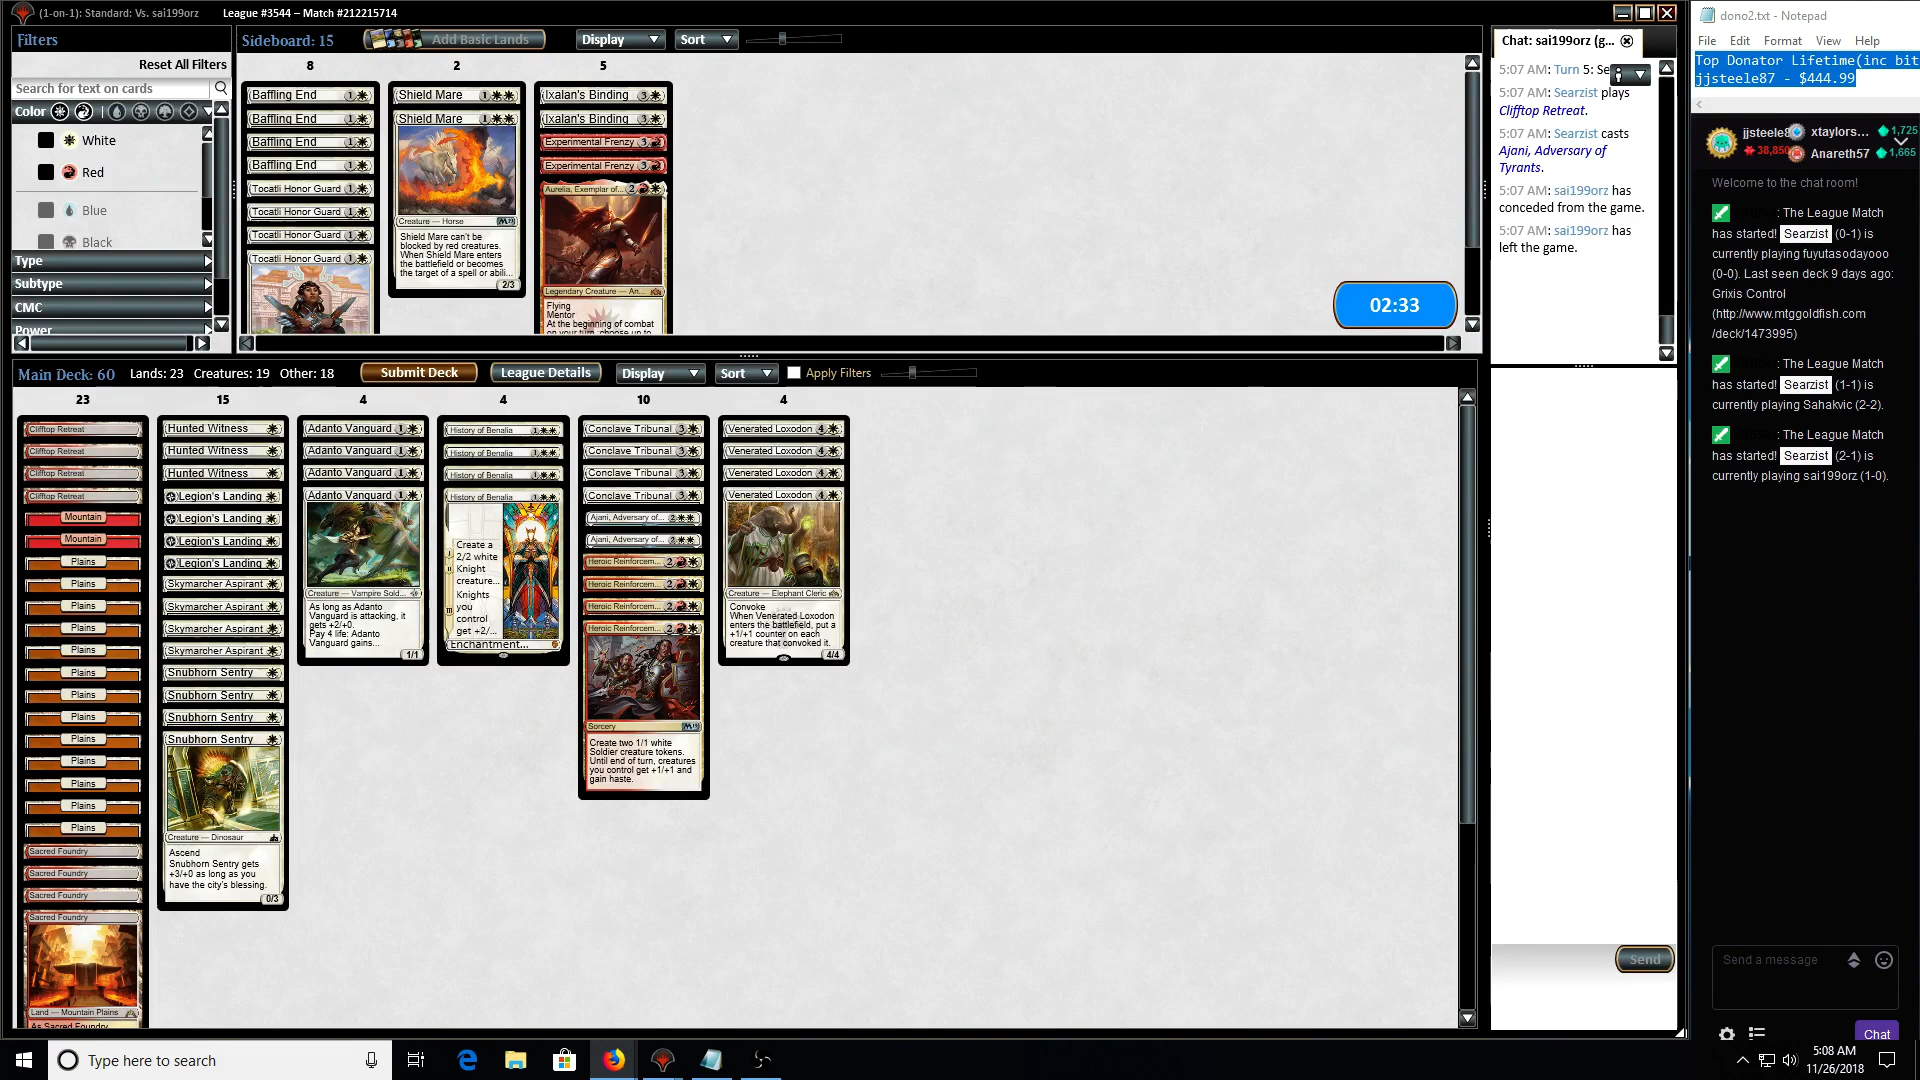 (1-on-1): Standard: Vs. sai199orz
League #3544 – Match #212215714
Filters
Reset All Filters
Search for text on cards
Color
White
Red
Blue
Black
Type
Subtype
CMC
Power
Sideboard: 15
Add Basic Lands
Display
Sort
8
2
5
Baffling End
Baffling End
Baffling End
Baffling End
Tocatli Honor Guard
Tocatli Honor Guard
Tocatli Honor Guard
Tocatli Honor Guard
Shield Mare
Shield Mare
Creature — Horse
M19
Shield Mare can't be
blocked by red creatures.
When Shield Mare enters
the battlefield or becomes
the target of a spell or abili...
2/3
Ixalan's Binding
Ixalan's Binding
Experimental Frenzy
Experimental Frenzy
Aurelia, Exemplar of...
Legendary Creature — An...
Flying
Mentor
At the beginning of combat
on your turn, choose up to
02:33
Main Deck: 60
Lands: 23
Creatures: 19
Other: 18
Submit Deck
League Details
Display
Sort
Apply Filters
23
15
4
4
10
4
Clifftop Retreat
Clifftop Retreat
Clifftop Retreat
Clifftop Retreat
Mountain
Mountain
Plains
Plains
Plains
Plains
Plains
Plains
Plains
Plains
Plains
Plains
Plains
Plains
Plains
Sacred Foundry
Sacred Foundry
Sacred Foundry
Sacred Foundry
Land — Mountain Plains
As Sacred Foundry
Hunted Witness
Hunted Witness
Hunted Witness
Legion's Landing
Legion's Landing
Legion's Landing
Legion's Landing
Skymarcher Aspirant
Skymarcher Aspirant
Skymarcher Aspirant
Skymarcher Aspirant
Snubhorn Sentry
Snubhorn Sentry
Snubhorn Sentry
Snubhorn Sentry
Creature — Dinosaur
Ascend
Snubhorn Sentry gets
+3/+0 as long as you
have the city's blessing.
0/3
Adanto Vanguard
Adanto Vanguard
Adanto Vanguard
Adanto Vanguard
Creature — Vampire Sold...
As long as Adanto
Vanguard is attacking, it
gets +2/+0.
Pay 4 life: Adanto
Vanguard gains...
1/1
History of Benalia
History of Benalia
History of Benalia
History of Benalia
Create a
2/2 white
Knight
creature...
Knights
you
control
get +2/...
Enchantment...
Conclave Tribunal
Conclave Tribunal
Conclave Tribunal
Conclave Tribunal
Ajani, Adversary of...
Ajani, Adversary of...
Heroic Reinforcem...
Heroic Reinforcem...
Heroic Reinforcem...
Heroic Reinforcem...
Sorcery
M19
Create two 1/1 white
Soldier creature tokens.
Until end of turn, creatures
you control get +1/+1 and
gain haste.
Venerated Loxodon
Venerated Loxodon
Venerated Loxodon
Venerated Loxodon
Creature — Elephant Cleric
Convoke
When Venerated Loxodon
enters the battlefield, put a
+1/+1 counter on each
creature that convoked it.
4/4
Chat: sai199orz (g...
5:07 AM: Turn 5: Se
5:07 AM: Searzist plays
Clifftop Retreat.
5:07 AM: Searzist casts
Ajani, Adversary of
Tyrants.
5:07 AM: sai199orz has
conceded from the game.
5:07 AM: sai199orz has
left the game.
Send
dono2.txt - Notepad
File Edit Format View Help
Top Donator Lifetime(inc bit
jjsteele87 - $444.99
jjsteele8
38,850
xtaylors...
1,725
Anareth57
1,665
Welcome to the chat room!
: The League Match
has started! Searzist (0-1) is
currently playing fuyutasodayooo
(0-0). Last seen deck 9 days ago:
Grixis Control
(http://www.mtggoldfish.com
/deck/1473995)
: The League Match
has started! Searzist (1-1) is
currently playing Sahakvic (2-2).
: The League Match
has started! Searzist (2-1) is
currently playing sai199orz (1-0).
Send a message
Chat
Type here to search
5:08 AM
11/26/2018